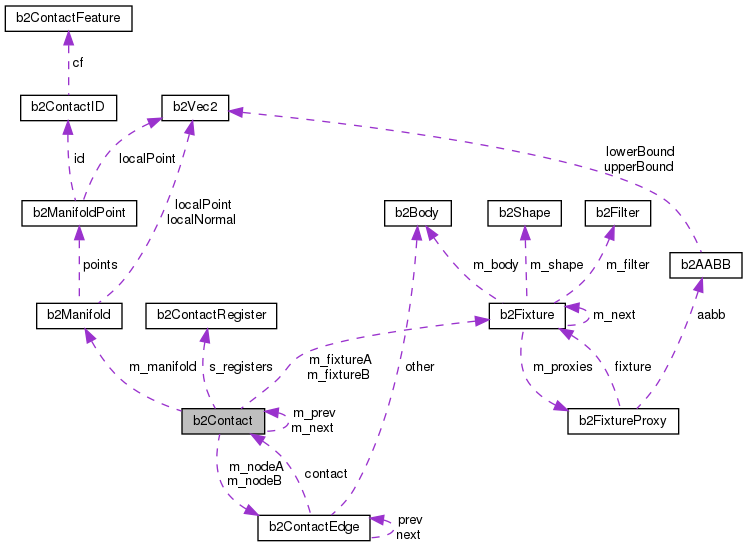 b2ContactFeature
cf
b2ContactID
b2Vec2
lowerBound
upperBound
id
localPoint
localPoint
localNormal
b2ManifoldPoint
b2Body
b2Shape
b2Filter
b2AABB
points
m_body
m_shape
m_filter
b2Manifold
b2ContactRegister
b2Fixture
m_next
aabb
m_manifold
s_registers
m_fixtureA
m_fixtureB
other
m_proxies
fixture
b2Contact
m_prev
m_next
b2FixtureProxy
m_nodeA
m_nodeB
contact
b2ContactEdge
prev
next